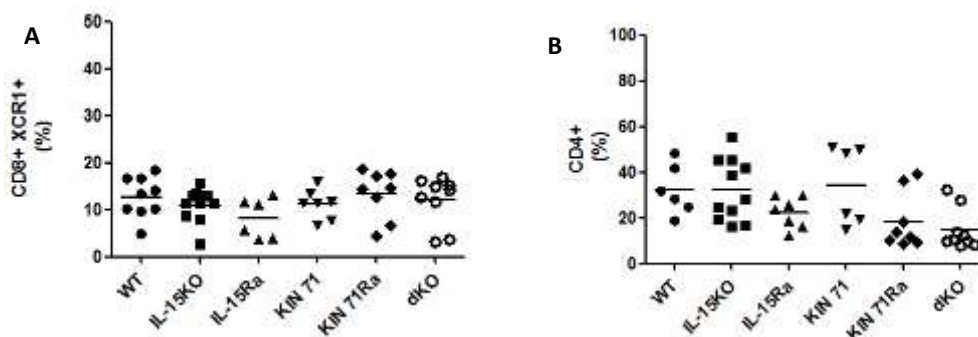 A
CD8+ XCR1+
(%)
50
40
30
20
10
0
WT
IL-15KO
IL-15Ra
KIN 71
KIN 71Ra
dKO
B
CD4+
(%)
100
80
60
40
20
0
WT
IL-15KO
IL-15Ra
KIN 71
KIN 71Ra
dKO